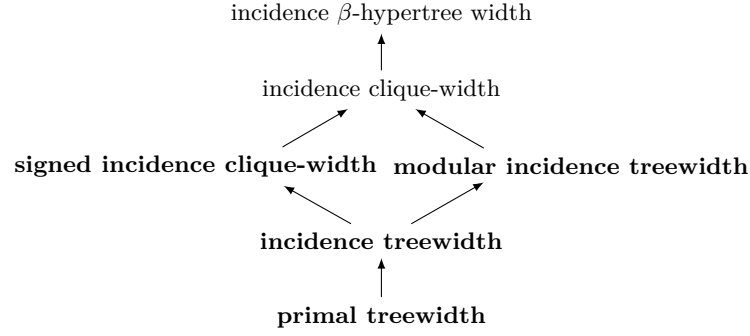 incidence β-hypertree width
incidence clique-width
signed incidence clique-width modular incidence treewidth
incidence treewidth
primal treewidth